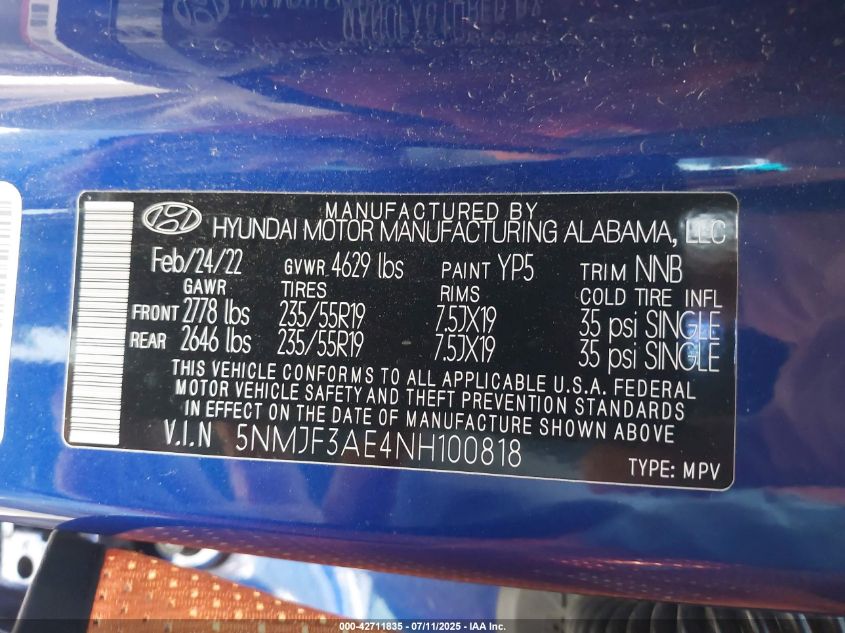 MANUFACTURED BY
HYUNDAI MOTOR MANUFACTURING ALABAMA, LLC
Feb/24/22 GVWR 4629 lbs PAINT YP5 TRIM NNB
GAWR TIRES RIMS COLD TIRE INFL
FRONT 2778 lbs 235/55R19 7.5JX19 35 psi SINGLE
REAR 2646 lbs 235/55R19 7.5JX19 35 psi SINGLE
THIS VEHICLE CONFORMS TO ALL APPLICABLE U.S.A. FEDERAL
MOTOR VEHICLE SAFETY AND THEFT PREVENTION STANDARDS
IN EFFECT ON THE DATE OF MANUFACTURE SHOWN ABOVE
V.I.N 5NMJF3AE4NH100818
TYPE: MPV
000-42711835 - 07/11/2025 - IAA Inc.